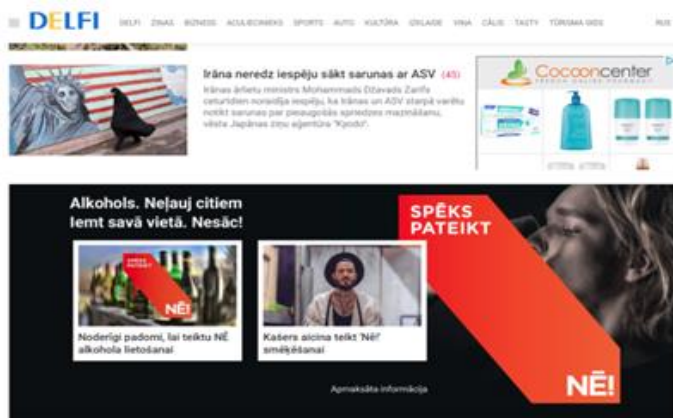 DELFI
DELFI ZIŅAS BIZNESS ACULIECINIEKS SPORTS AUTO KULTŪRA IZKLAIDE VIŅA CĀLIS TASTY TŪRISMA GIDS RUS
Irāna neredz iespēju sākt sarunas ar ASV (45)
Irānas ārlietu ministrs Mohammads Džavads Zarifs
ceturtdien noraidīja iespēju, ka Irānas un ASV starpā varētu
notikt sarunas par pieaugošās spriedzes mazināšanu,
vēsta Japānas ziņu aģentūra "Kyodo".
Cocooncenter
Alkohols. Neļauj citiem
lemt savā vietā. Nesāc!
SPĒKS
PATEIKT
NĒ!
SPĒKS
PATEIKT
NĒ!
Noderīgi padomi, lai teiktu NĒ
alkohola lietošanai
Kašers aicina teikt 'Nē!'
smēķēšanai
Apmaksāta informācija